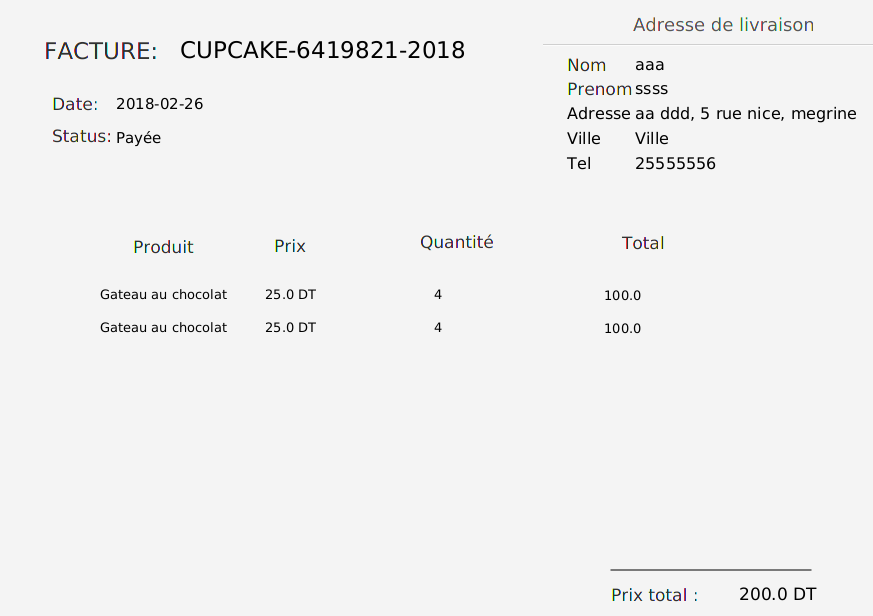 FACTURE: CUPCAKE-6419821-2018
Date: 2018-02-26
Status: Payée
Adresse de livraison
Nom aaa
Prenom ssss
Adresse aa ddd, 5 rue nice, megrine
Ville Ville
Tel 25555556
Produit Prix Quantité Total
Gateau au chocolat 25.0 DT 4 100.0
Gateau au chocolat 25.0 DT 4 100.0
Prix total : 200.0 DT